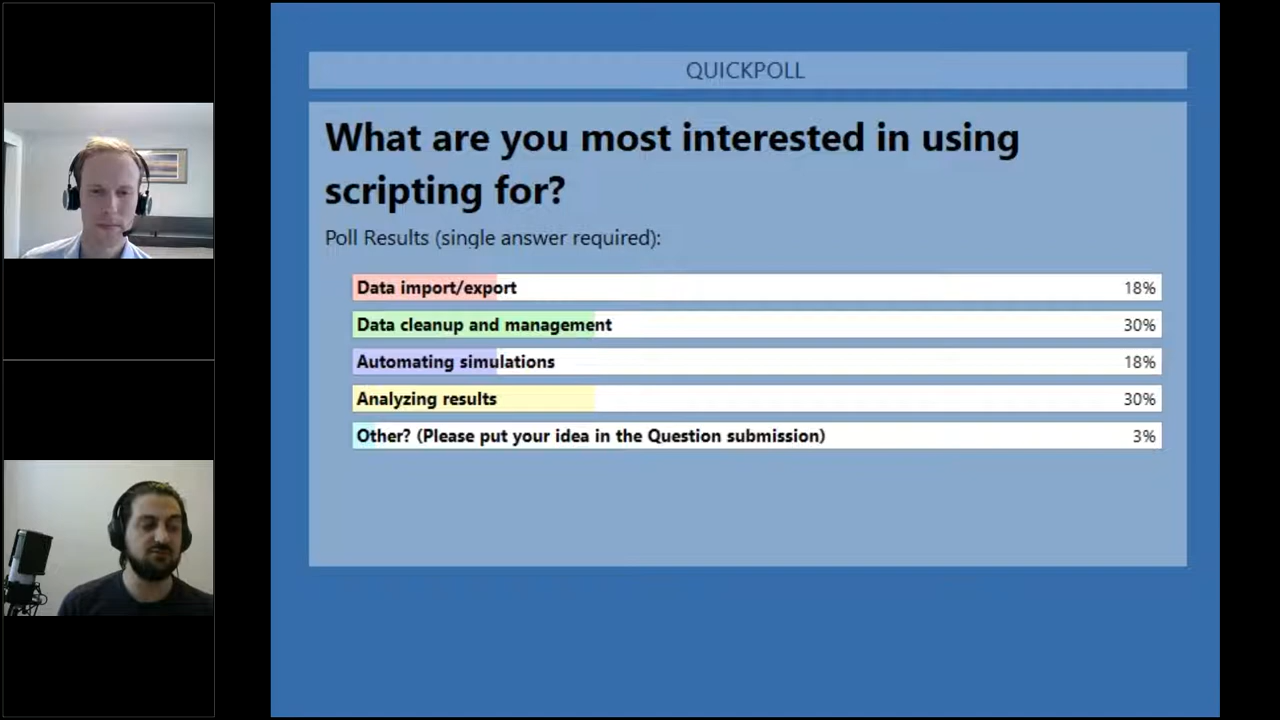 QUICKPOLL
What are you most interested in using
scripting for?
Poll Results (single answer required):
Data import/export 18%
Data cleanup and management 30%
Automating simulations 18%
Analyzing results 30%
Other? (Please put your idea in the Question submission) 3%